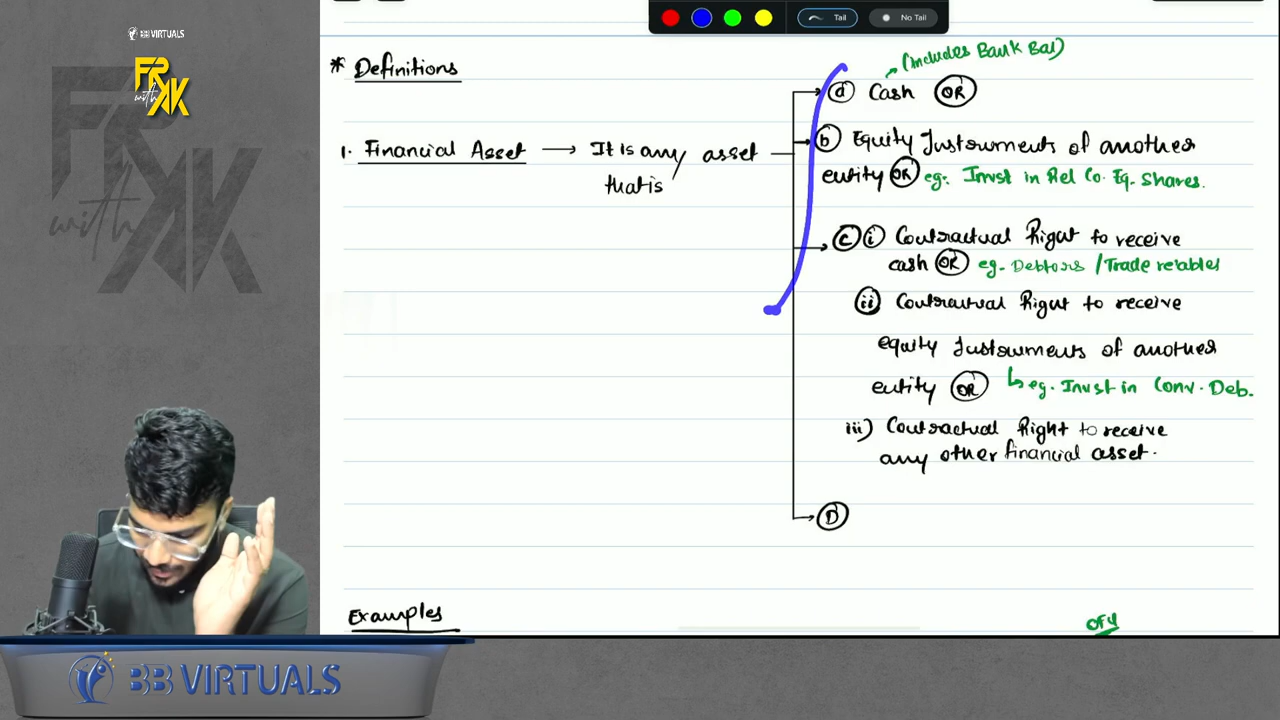 BB VIRTUALS
FR
with
AK
Tail
No Tail
* Definitions
(Includes Bank Bal)
a Cash OR
1. Financial Asset → It is any asset
that is
b Equity Instruments of another
entity OR eg. Invst in Rel Co. Eq. Shares.
C i Contractual Right to receive
cash OR eg. Debtors / Trade re'ables
ii Contractual Right to receive
equity Instruments of another
entity OR eg. Invst in Conv. Deb.
iii) Contractual Right to receive
any other financial asset.
D
Examples
BB VIRTUALS